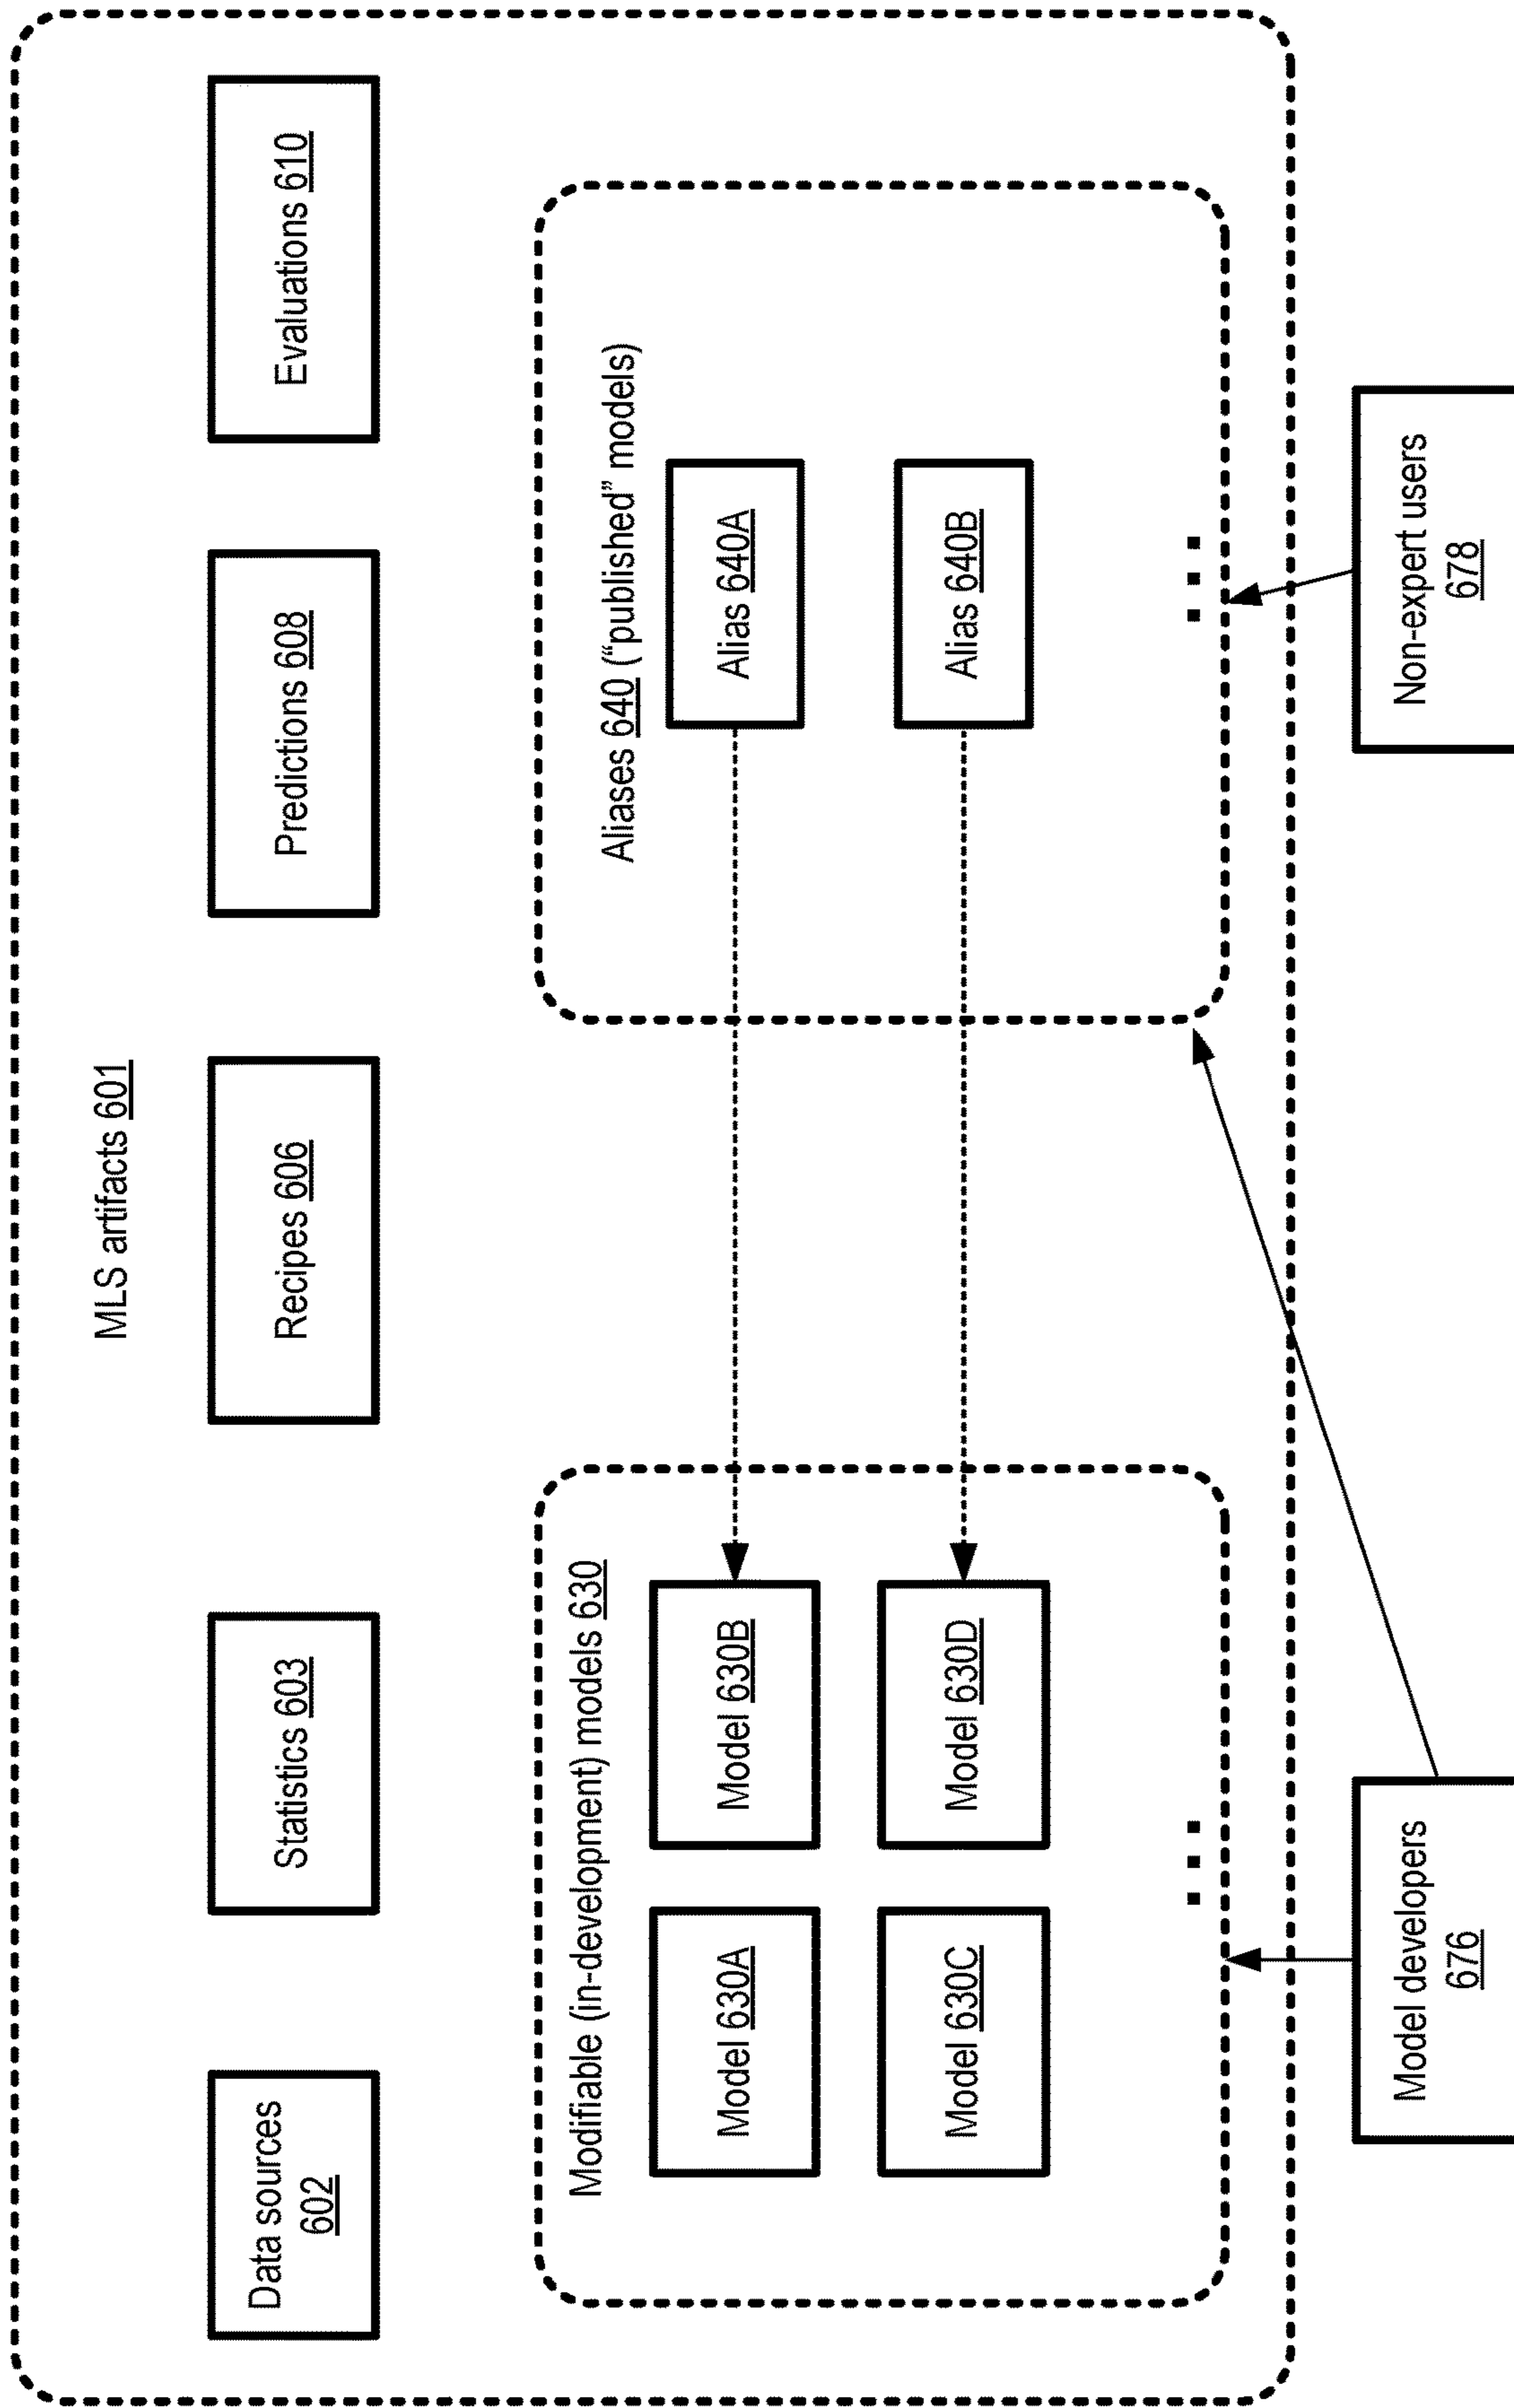 MLS artifacts 601
Data sources
602
Statistics 603
Recipes 606
Predictions 608
Evaluations 610
Modifiable (in-development) models 630
Model 630A
Model 630B
Model 630C
Model 630D
Aliases 640 (“published” models)
Alias 640A
Alias 640B
Model developers
676
Non-expert users
678